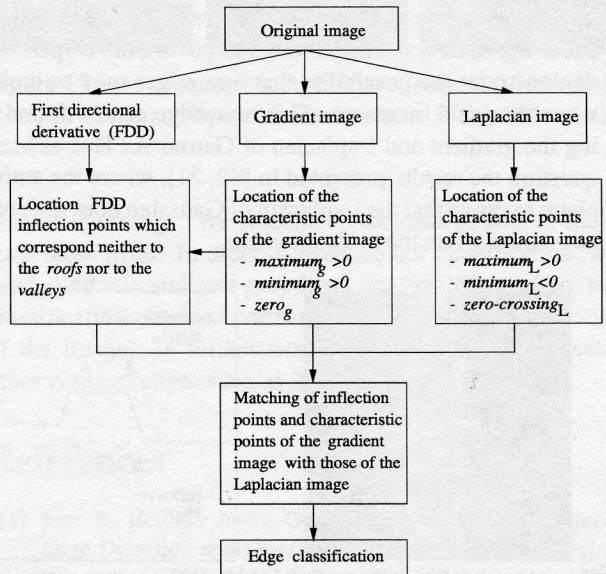 Original image
First directional
derivative (FDD)
Gradient image
Laplacian image
Location FDD
inflection points which
correspond neither to
the roofs nor to the
valleys
Location of the
characteristic points
of the gradient image
- maximum_g >0
- minimum_g >0
- zero_g
Location of the
characteristic points
of the Laplacian image
- maximum_L >0
- minimum_L <0
- zero-crossing_L
Matching of inflection
points and characteristic
points of the gradient
image with those of the
Laplacian image
Edge classification